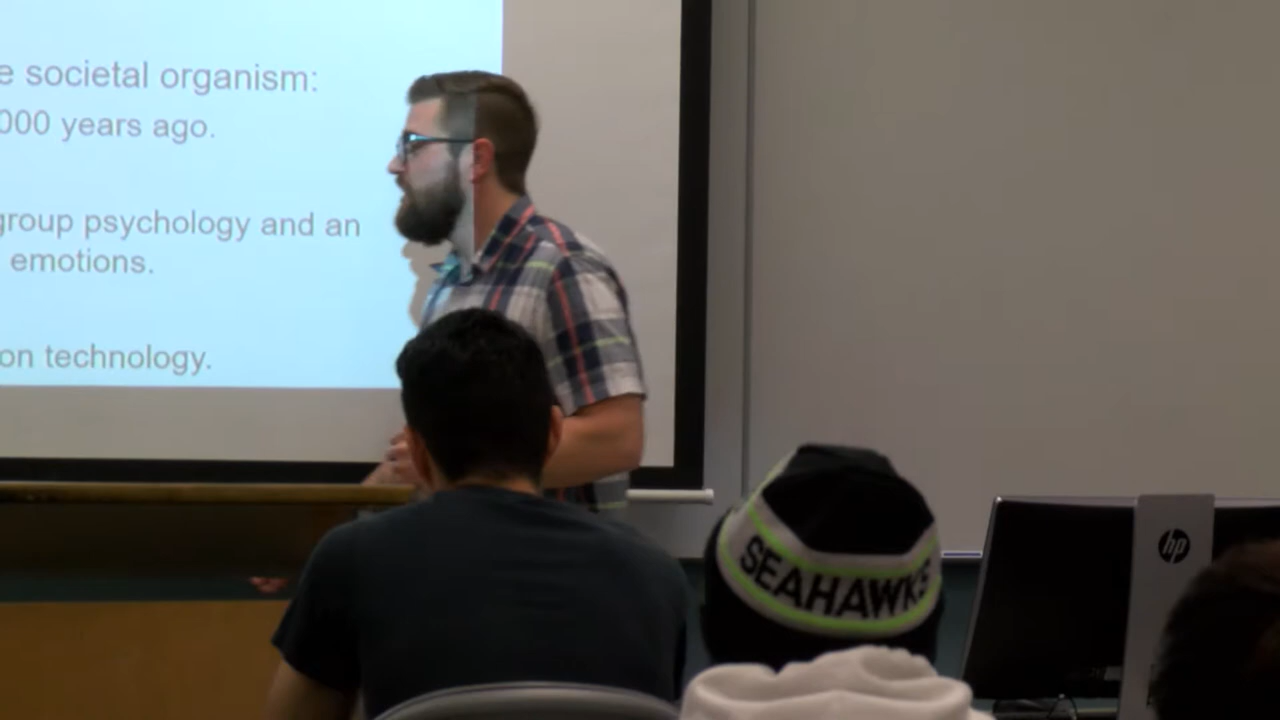 e societal organism:
000 years ago.
group psychology and an
emotions.
on technology.
SEAHAWKS
hp